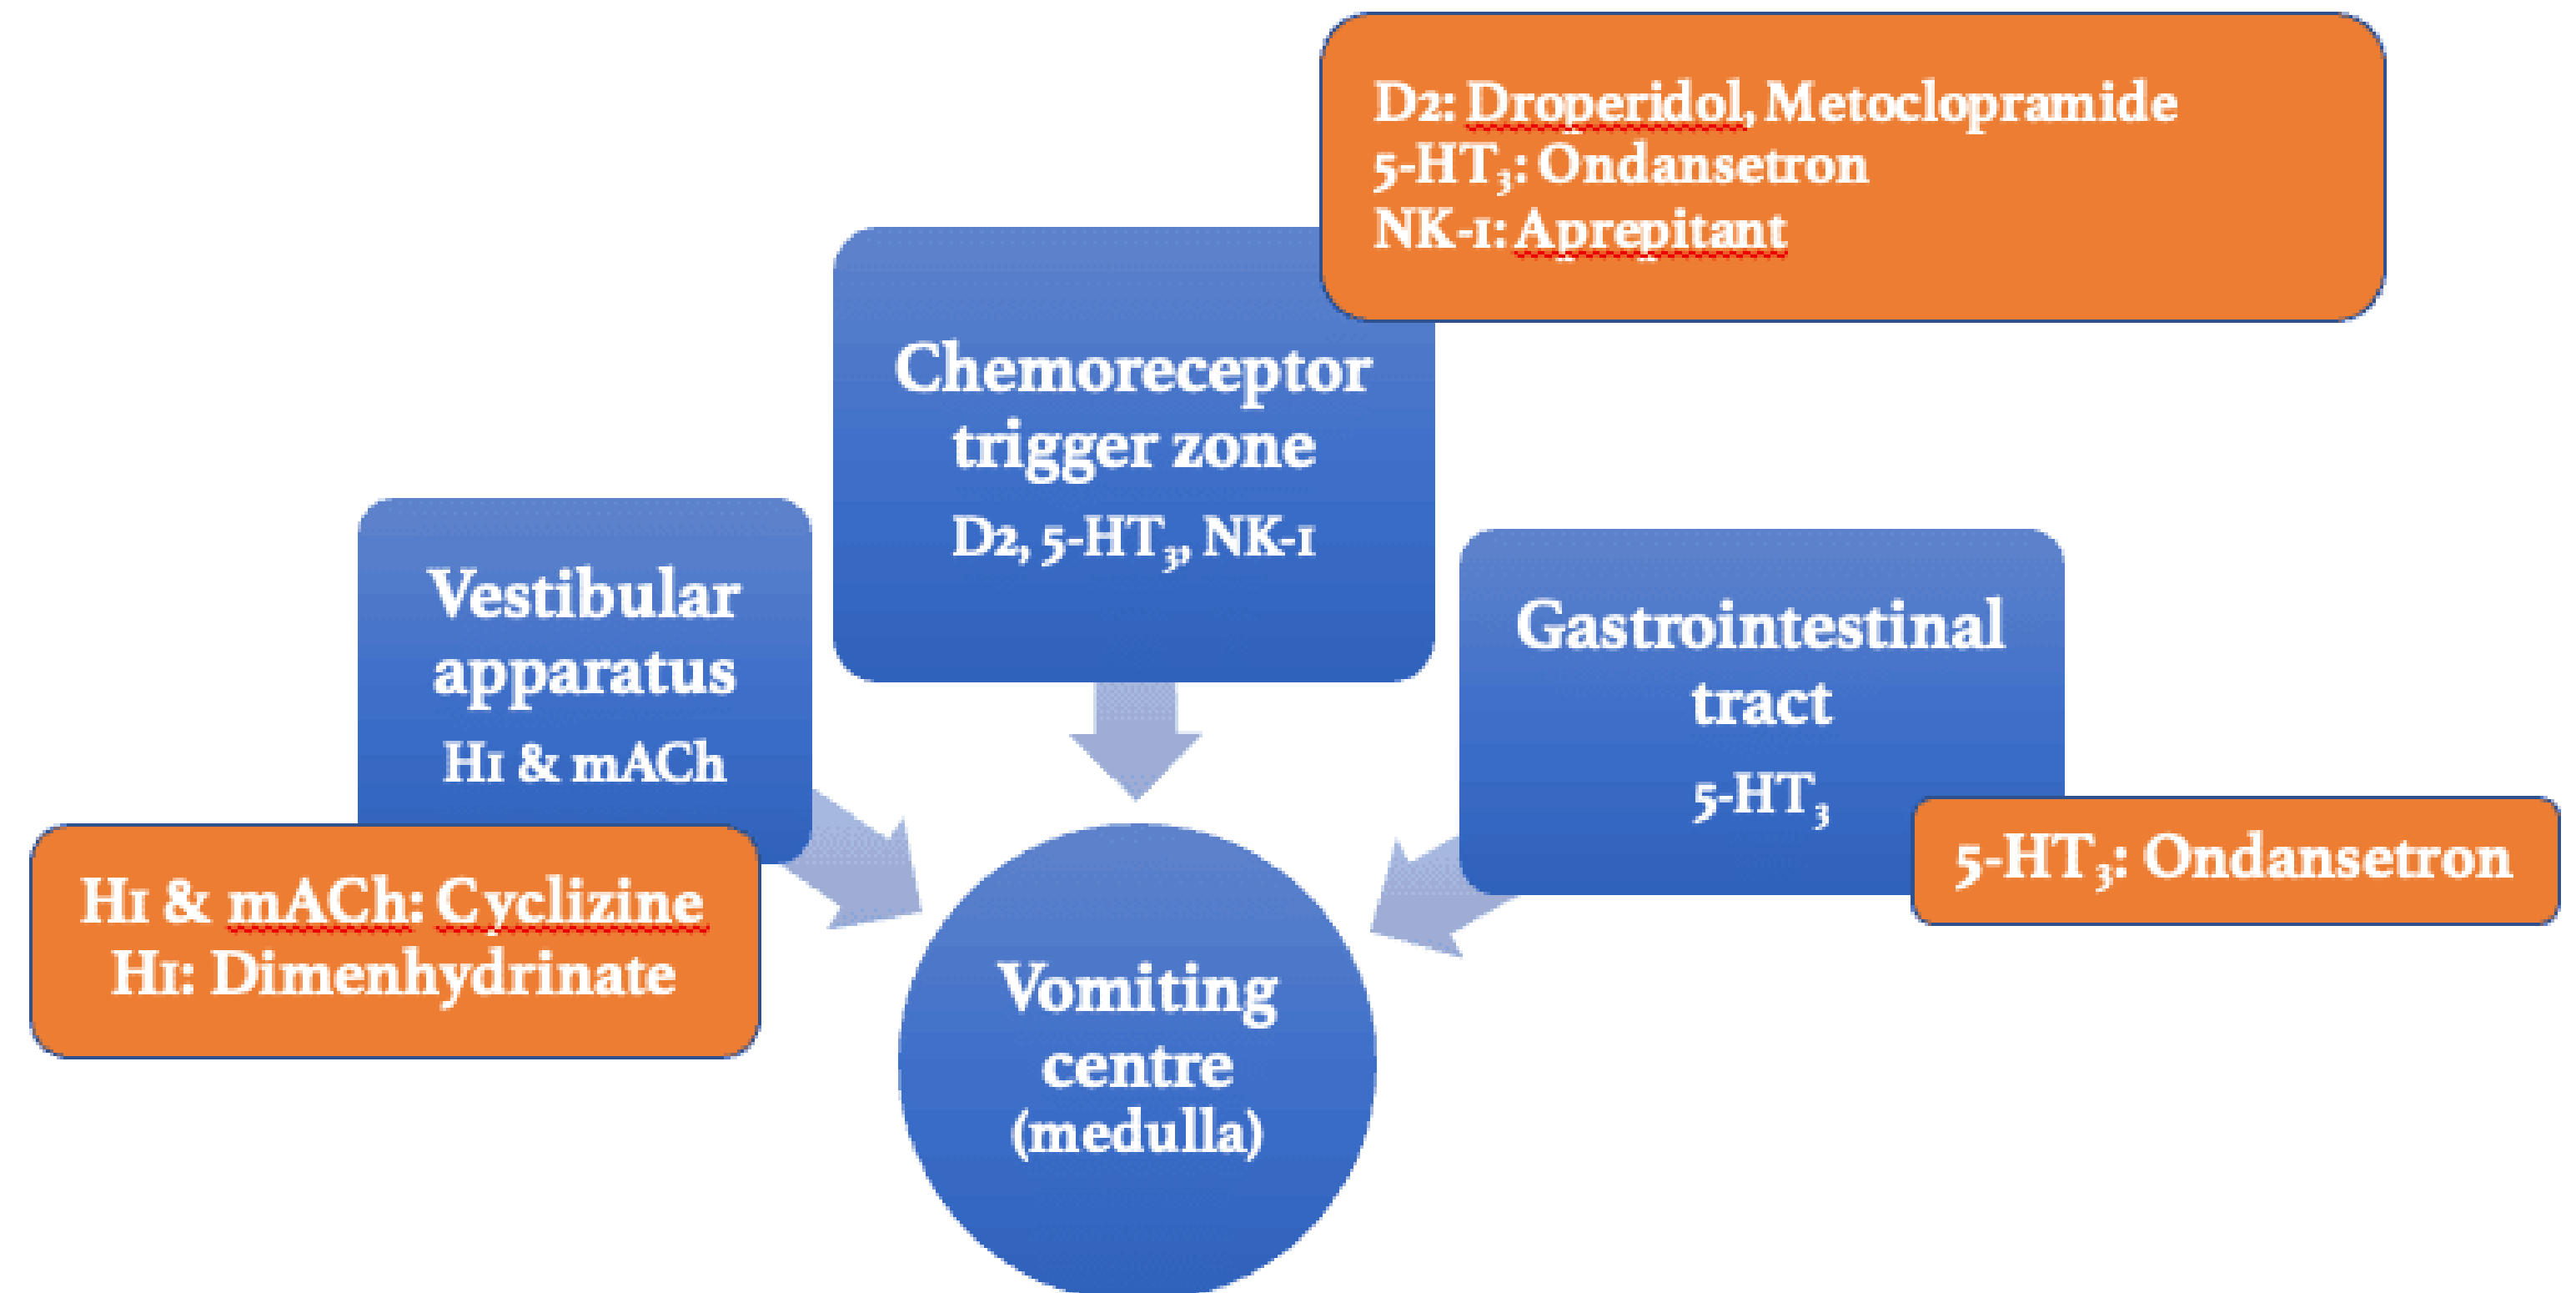 D2: Droperidol, Metoclopramide
5-HT₃: Ondansetron
NK-1: Aprepitant
Chemoreceptor
trigger zone
D2, 5-HT₃, NK-1
Vestibular
apparatus
H1 & mACh
Gastrointestinal
tract
5-HT₃
H1 & mACh: Cyclizine
H1: Dimenhydrinate
5-HT₃: Ondansetron
Vomiting
centre
(medulla)